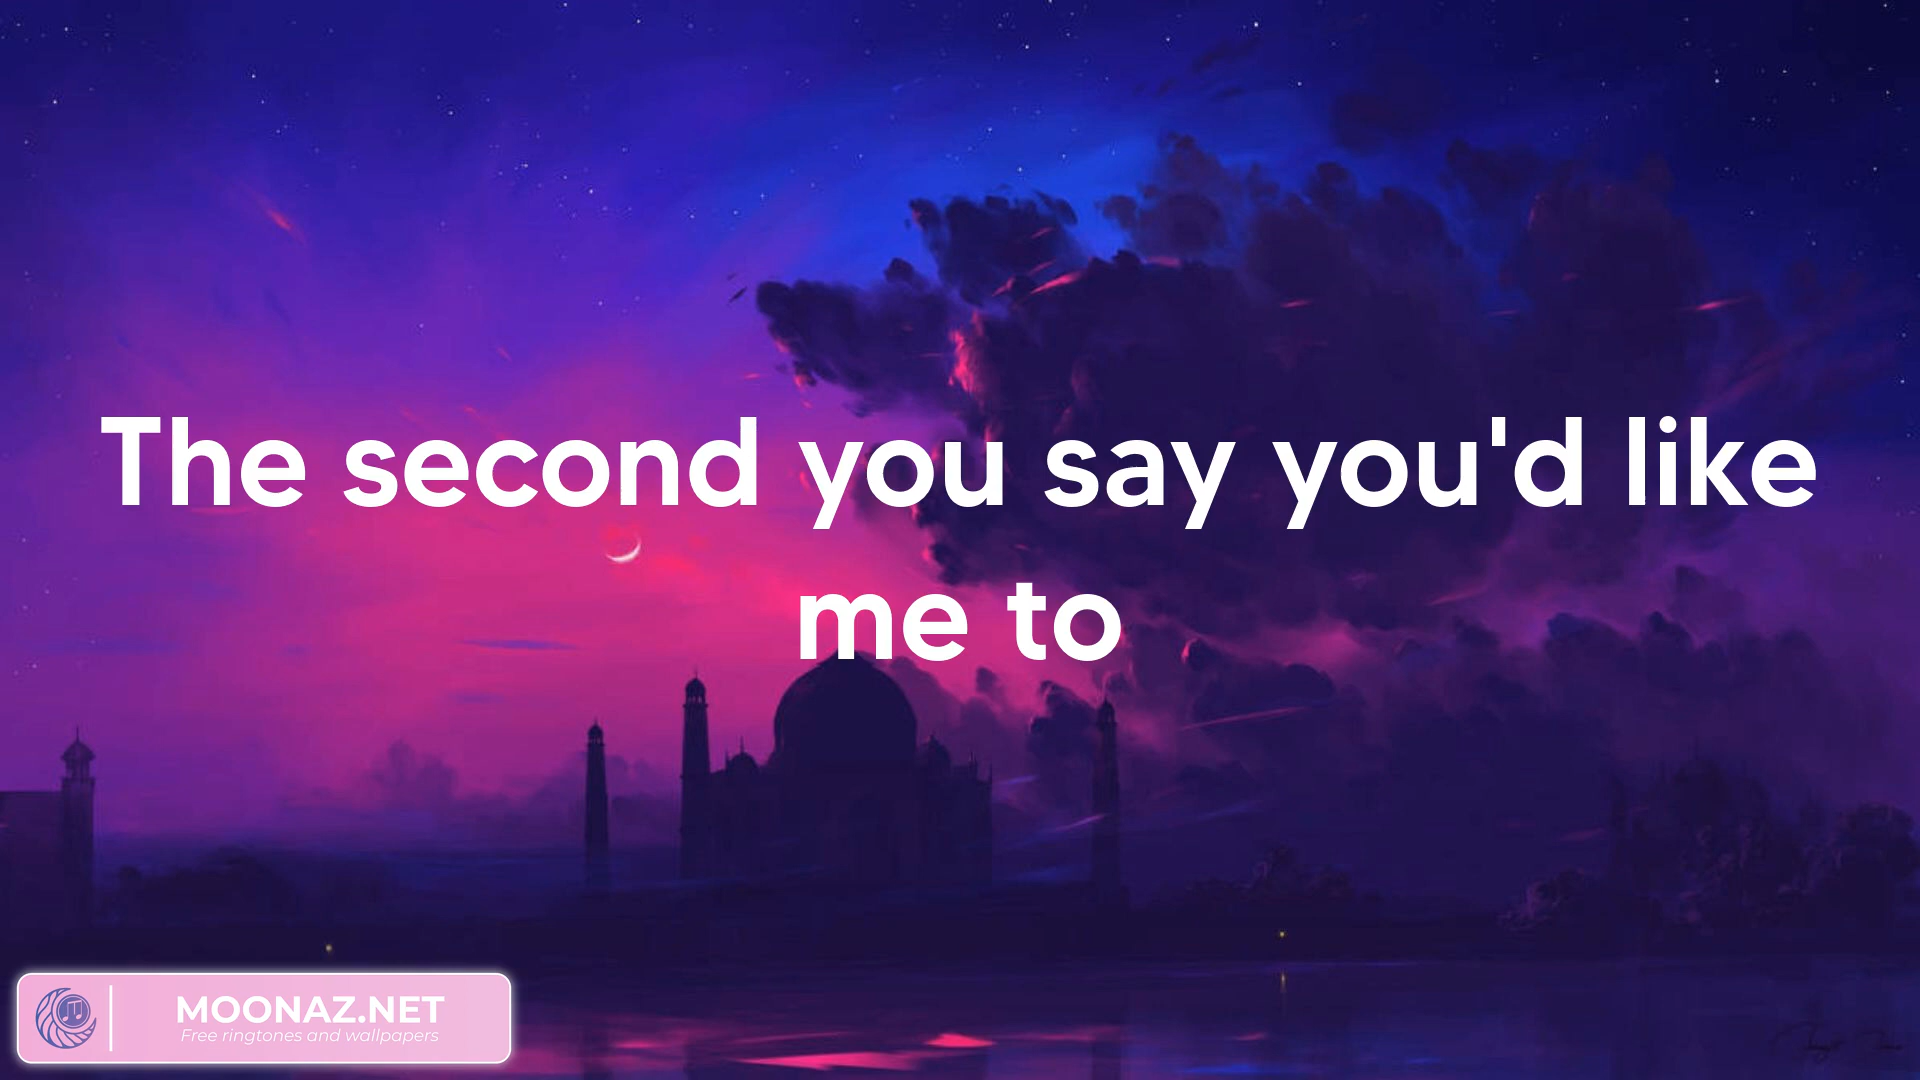 The second you say you'd like
me to
MOONAZ.NET
Free ringtones and wallpapers